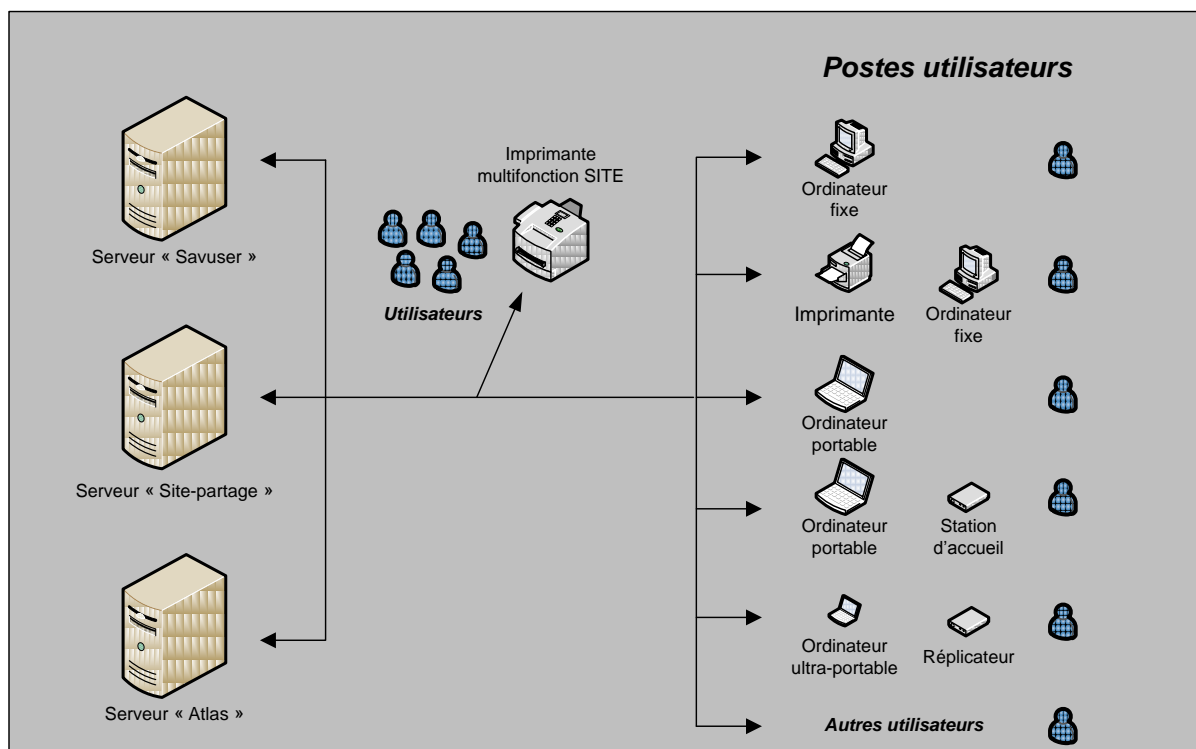 Postes utilisateurs
Imprimante
multifonction SITE
Utilisateurs
Serveur « Savuser »
Serveur « Site-partage »
Serveur « Atlas »
Ordinateur
fixe
Imprimante
Ordinateur
fixe
Ordinateur
portable
Ordinateur
portable
Station
d'accueil
Ordinateur
ultra-portable
Réplicateur
Autres utilisateurs